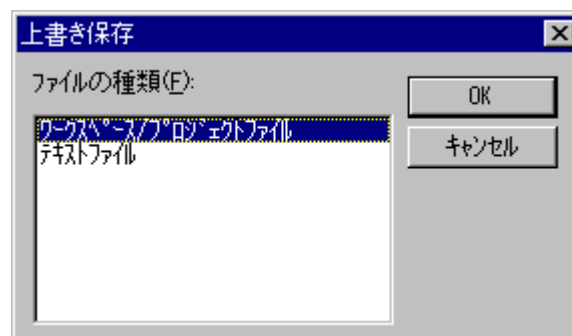 上書き保存
ファイルの種類(F):
ﾜｰｸｽﾍﾟｰｽ/ﾌﾟﾛｼﾞｪｸﾄﾌｧｲﾙ
ﾃｷｽﾄﾌｧｲﾙ
OK
ｷｬﾝｾﾙ